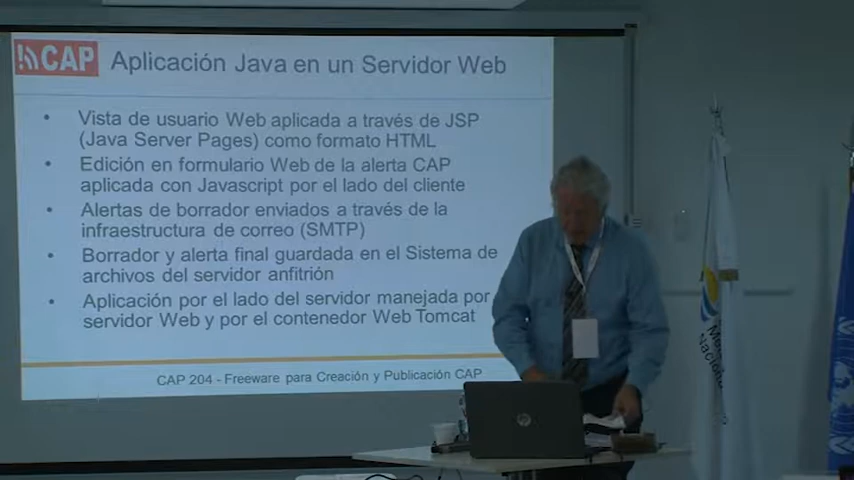 CAP
Aplicación Java en un Servidor Web
• Vista de usuario Web aplicada a través de JSP
(Java Server Pages) como formato HTML
• Edición en formulario Web de la alerta CAP
aplicada con Javascript por el lado del cliente
• Alertas de borrador enviados a través de la
infraestructura de correo (SMTP)
• Borrador y alerta final guardada en el Sistema de
archivos del servidor anfitrión
• Aplicación por el lado del servidor manejada por el
servidor Web y por el contenedor Web Tomcat
CAP 204 - Freeware para Creación y Publicación CAP